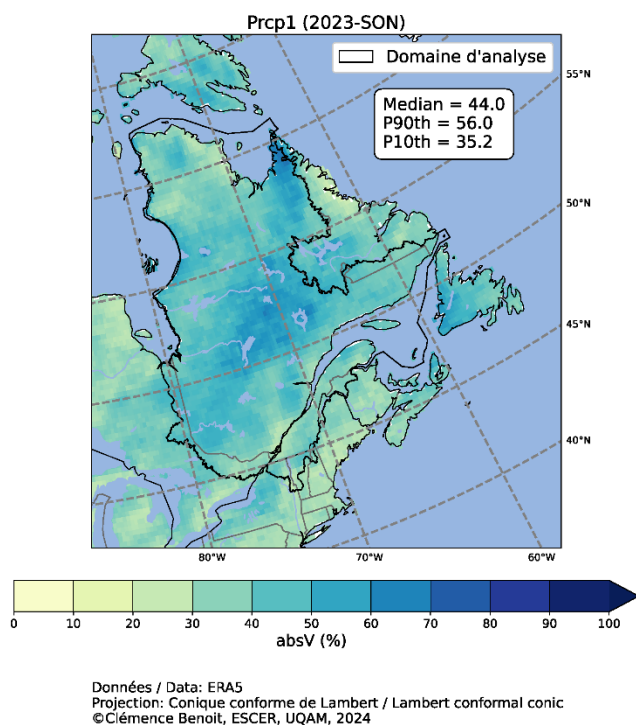 Prcp1 (2023-SON)
Domaine d'analyse
55°N
Median = 44.0
P90th = 56.0
P10th = 35.2
50°N
45°N
40°N
80°W 70°W 60°W
0 10 20 30 40 50 60 70 80 90 100
absV (%)
Données / Data: ERA5
Projection: Conique conforme de Lambert / Lambert conformal conic
©Clémence Benoit, ESCER, UQAM, 2024